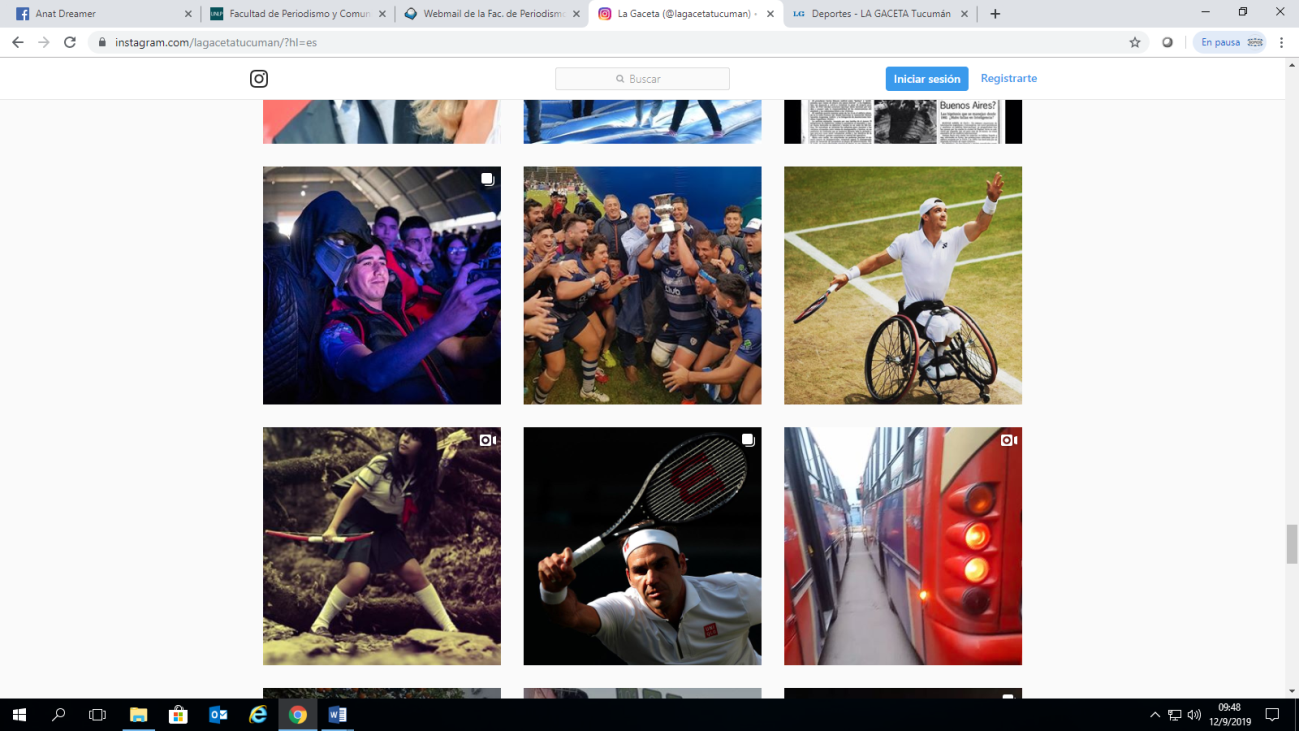 Anat Dreamer
Facultad de Periodismo y Comun
Webmail de la Fac. de Periodismo
La Gaceta (@lagacetatucuman) •
LG Deportes - LA GACETA Tucumán
instagram.com/lagacetatucuman/?hl=es
En pausa
Buscar
Iniciar sesión
Registrarte
Buenos Aires?
09:48
12/9/2019